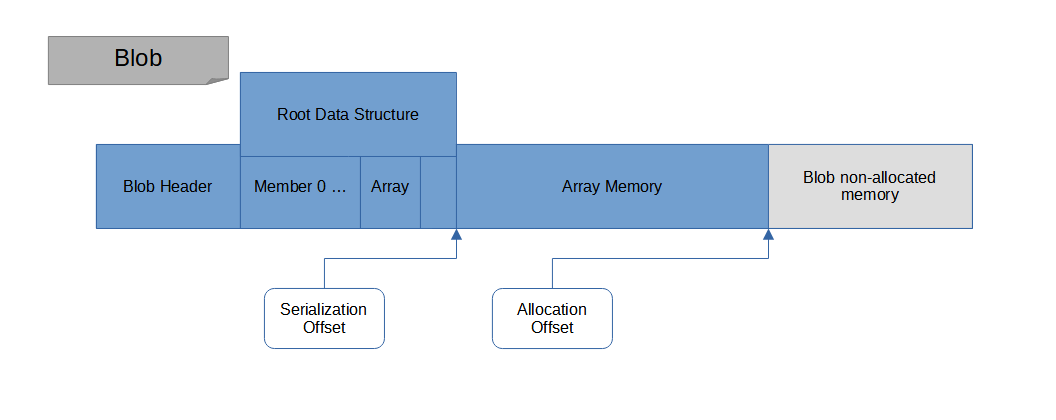 Blob
Root Data Structure
Blob Header
Member 0 …
Array
Array Memory
Blob non-allocated
memory
Serialization
Offset
Allocation
Offset